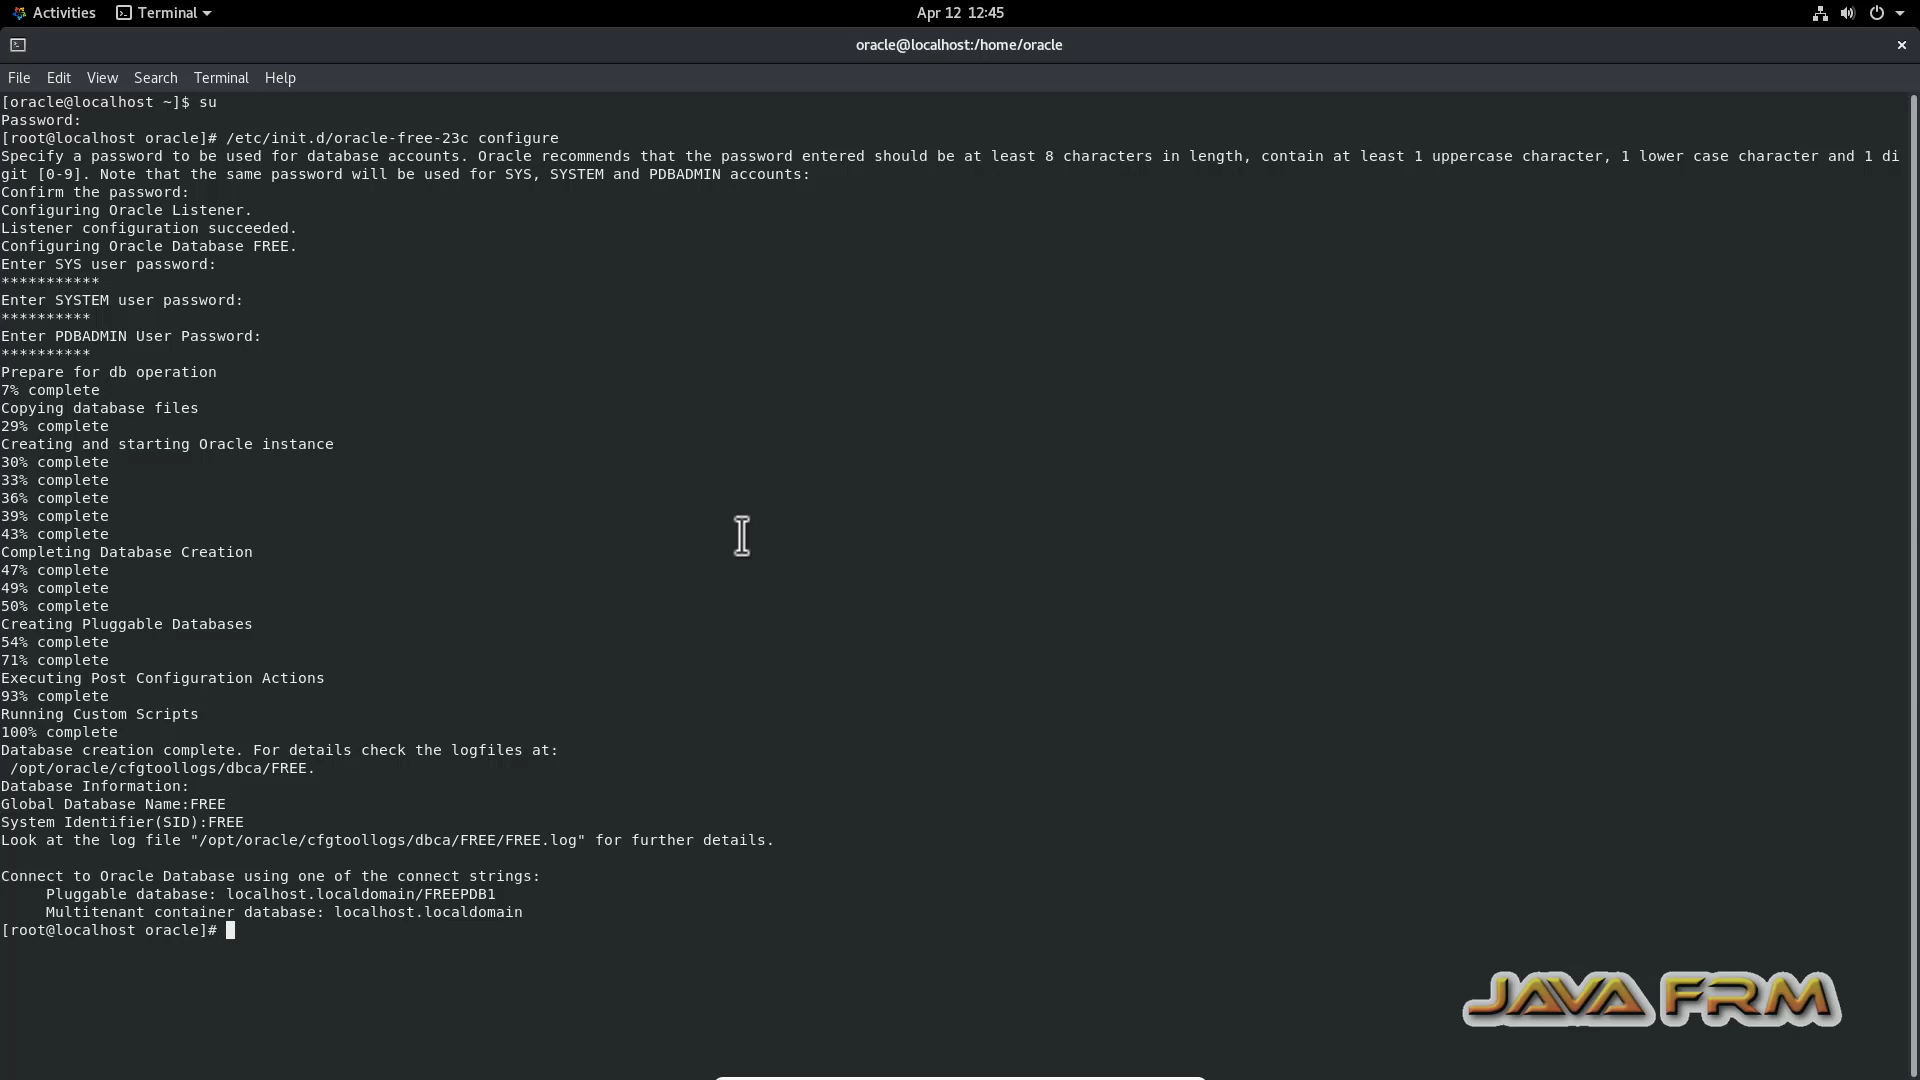 Activities Terminal Apr 12 12:45
oracle@localhost:/home/oracle ×
File Edit View Search Terminal Help
[oracle@localhost ~]$ su
Password:
[root@localhost oracle]# /etc/init.d/oracle-free-23c configure
Specify a password to be used for database accounts. Oracle recommends that the password entered should be at least 8 characters in length, contain at least 1 uppercase character, 1 lower case character and 1 di
git [0-9]. Note that the same password will be used for SYS, SYSTEM and PDBADMIN accounts:
Confirm the password:
Configuring Oracle Listener.
Listener configuration succeeded.
Configuring Oracle Database FREE.
Enter SYS user password:
***********
Enter SYSTEM user password:
**********
Enter PDBADMIN User Password:
**********
Prepare for db operation
7% complete
Copying database files
29% complete
Creating and starting Oracle instance
30% complete
33% complete
36% complete
39% complete
43% complete
Completing Database Creation
47% complete
49% complete
50% complete
Creating Pluggable Databases
54% complete
71% complete
Executing Post Configuration Actions
93% complete
Running Custom Scripts
100% complete
Database creation complete. For details check the logfiles at:
 /opt/oracle/cfgtoollogs/dbca/FREE.
Database Information:
Global Database Name:FREE
System Identifier(SID):FREE
Look at the log file "/opt/oracle/cfgtoollogs/dbca/FREE/FREE.log" for further details.
Connect to Oracle Database using one of the connect strings:
     Pluggable database: localhost.localdomain/FREEPDB1
     Multitenant container database: localhost.localdomain
[root@localhost oracle]#
JAVA FRM